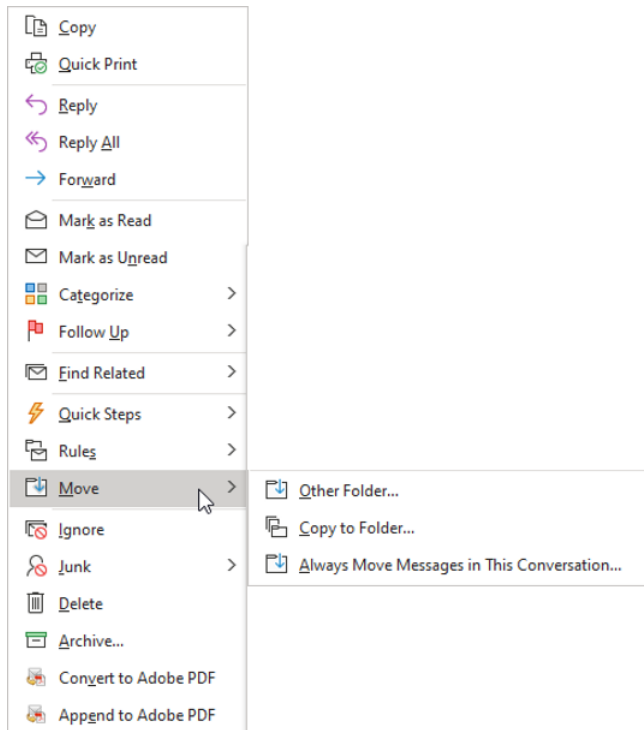 Copy
Quick Print
Reply
Reply All
Forward
Mark as Read
Mark as Unread
Categorize
Follow Up
Find Related
Quick Steps
Rules
Move
Other Folder...
Copy to Folder...
Always Move Messages in This Conversation...
Ignore
Junk
Delete
Archive...
Convert to Adobe PDF
Append to Adobe PDF